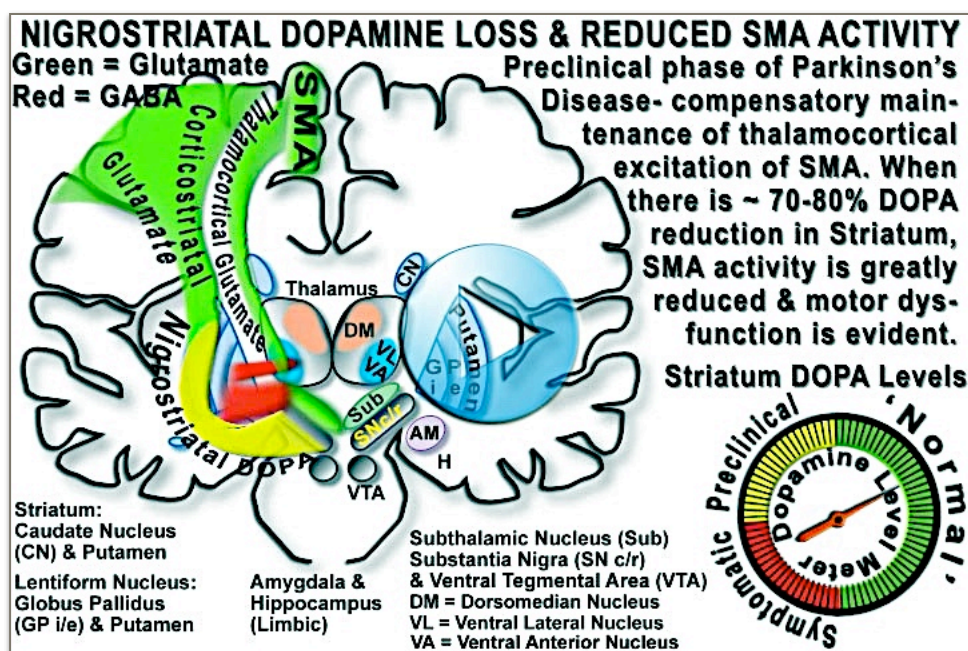 NIGROSTRIATAL DOPAMINE LOSS & REDUCED SMA ACTIVITY
Green = Glutamate
Red = GABA
Preclinical phase of Parkinson's
Disease- compensatory main-
tenance of thalamocortical
excitation of SMA. When
there is ~ 70-80% DOPA
reduction in Striatum,
SMA activity is greatly
reduced & motor dys-
function is evident.
SMA
Glutamate
Corticostriatal
Thalamocortical Glutamate
Nigrostriatal DOPA
Thalamus
DM
VL
VA
CN
Putamen
GP
i/e
Sub
SNc/r
AM
H
VTA
Striatum DOPA Levels
Symptomatic Preclinical 'Normal'
Dopamine Level Meter
Striatum:
Caudate Nucleus
(CN) & Putamen
Lentiform Nucleus:
Globus Pallidus
(GP i/e) & Putamen
Amygdala &
Hippocampus
(Limbic)
Subthalamic Nucleus (Sub)
Substantia Nigra (SN c/r)
& Ventral Tegmental Area (VTA)
DM = Dorsomedian Nucleus
VL = Ventral Lateral Nucleus
VA = Ventral Anterior Nucleus